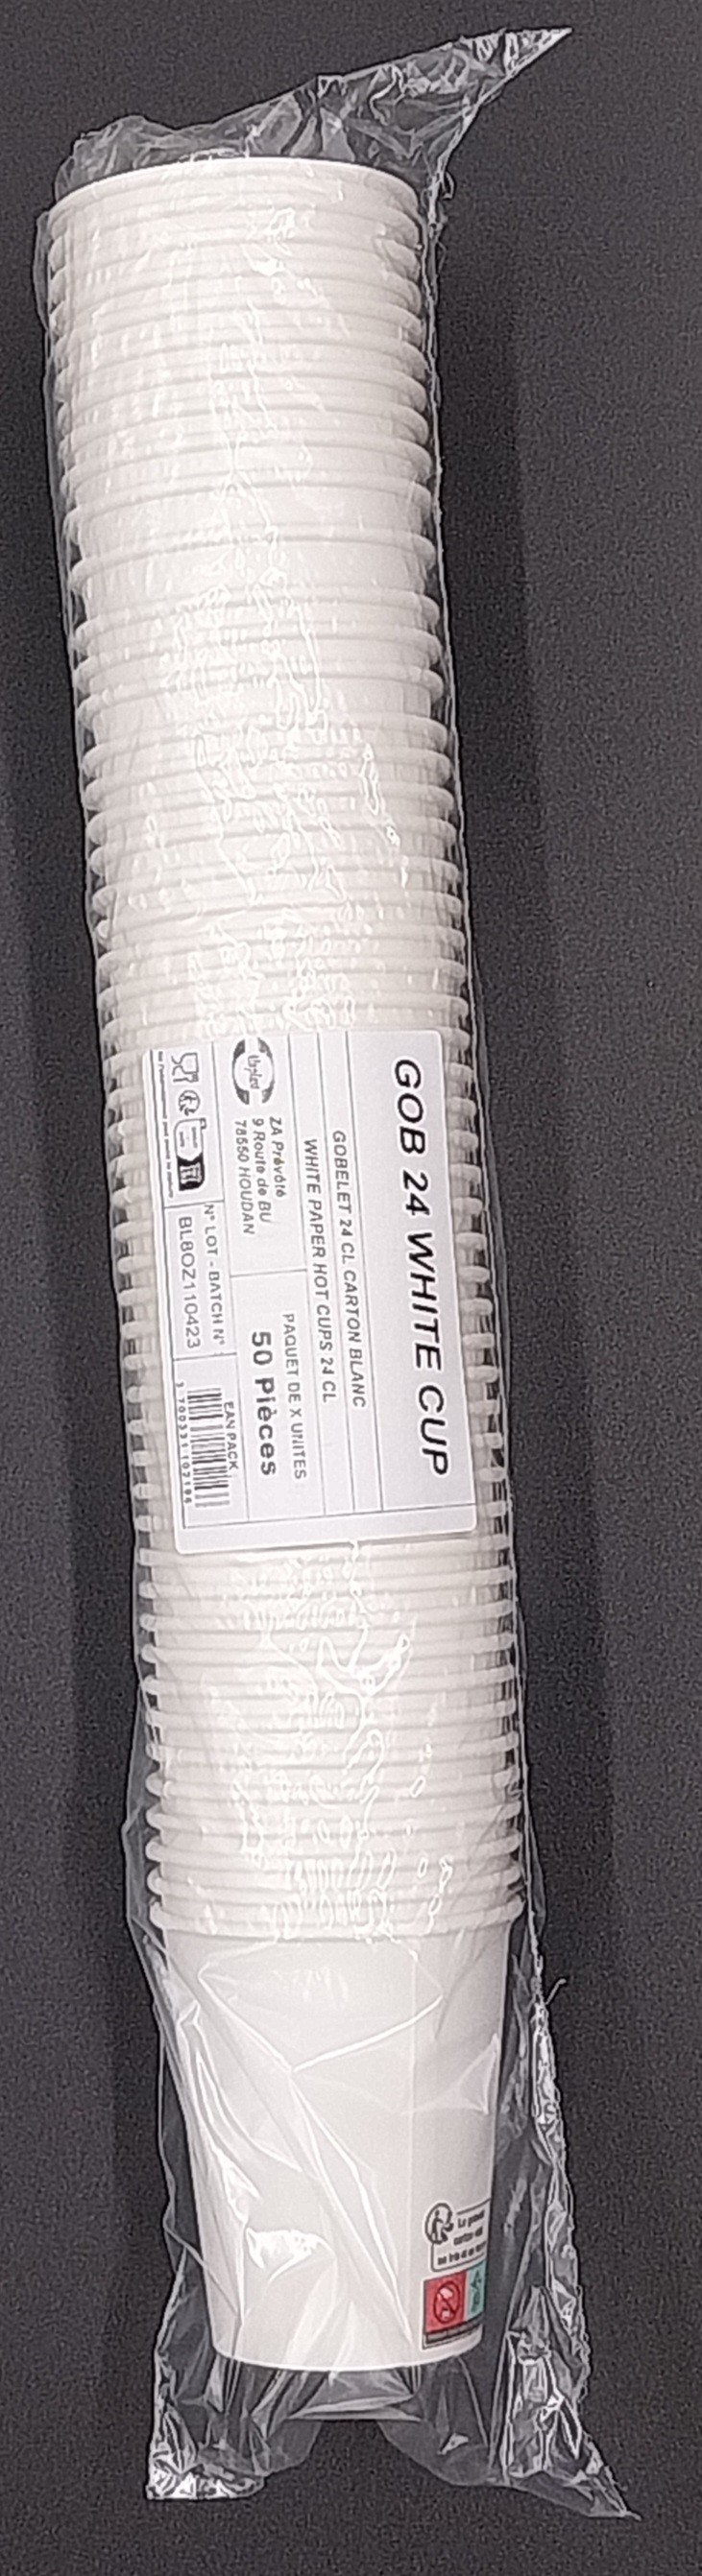 GOB 24 WHITE CUP
GOBELET 24 CL CARTON BLANC
WHITE PAPER HOT CUPS 24 CL
ZA Prévôté
9 Route de BU
78550 HOUDAN
PAQUET DE X UNITES
50 Pièces
N° LOT - BATCH N°
BL8OZ110423
EAN PACK